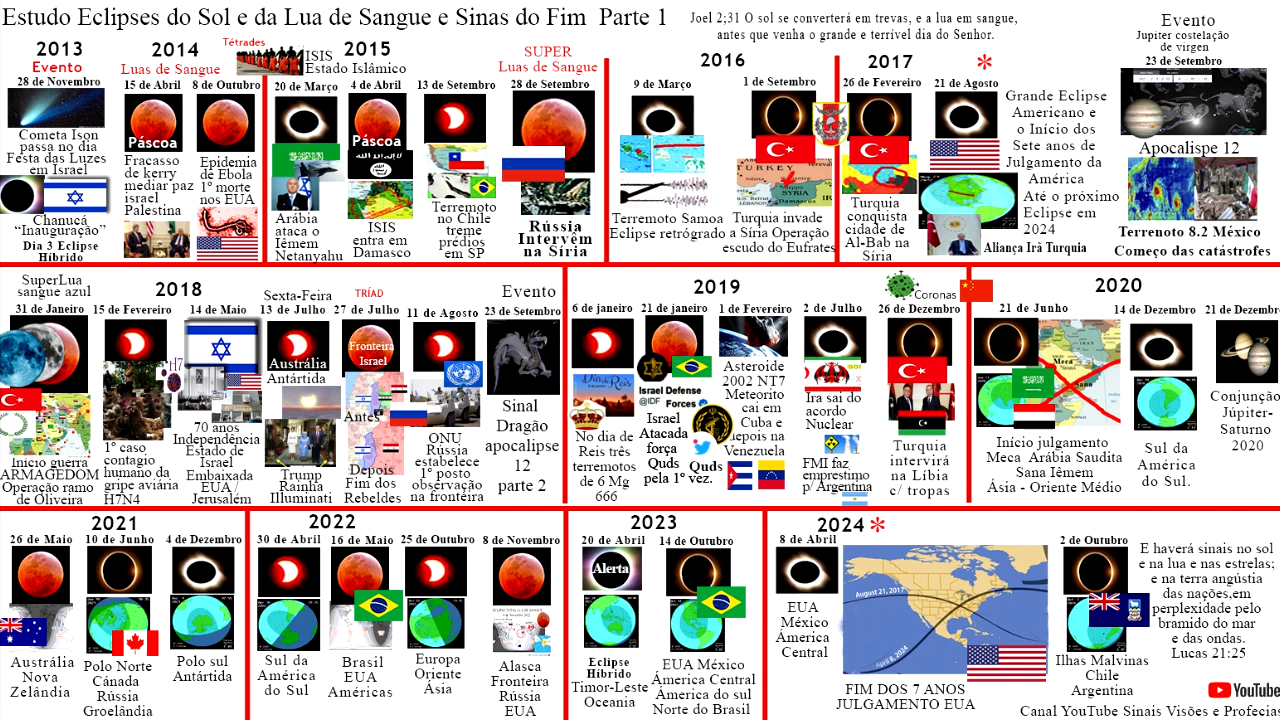 Estudo Eclipses do Sol e da Lua de Sangue e Sinas do Fim Parte 1
Joel 2;31 O sol se converterá em trevas, e a lua em sangue,
antes que venha o grande e terrível dia do Senhor.
2013
Evento
28 de Novembro
Cometa Ison
passa no dia
Festa das Luzes
em Israel
Chanucá
“Inauguração”
Dia 3 Eclipse
Híbrido
2014
Luas de Sangue
Tétrades
15 de Abril
Páscoa
Fracasso
de kerry
mediar paz
israel
Palestina
8 de Outubro
Epidemia
de Ebola
1º morte
nos EUA
ISIS
Estado Islâmico
2015
20 de Março
Arábia
ataca o
Iêmem
Netanyahu
4 de Abril
Páscoa
ISIS
entra em
Damasco
13 de Setembro
Terremoto
no Chile
treme
prédios
em SP
SUPER
Luas de Sangue
28 de Setembro
Rússia
Intervêm
na Síria
2016
9 de Março
Terremoto Samoa
Eclipse retrógrado
1 de Setembro
TURKEY
Ankara
Adana
SYRIA
Turquia invade
a Síria Operação
escudo do Eufrates
2017
26 de Fevereiro
Turquia
conquista
cidade de
Al-Bab na
Síria
*
21 de Agosto
Grande Eclipse
Americano e
o Início dos
Sete anos de
Julgamento da
América
Até o próximo
Eclipse em
2024
Aliança Irã Turquia
Evento
Jupiter costelação
de virgen
23 de Setembro
Apocalispe 12
Terrenoto 8.2 México
Começo das catástrofes
SuperLua
sangue azul
2018
31 de Janeiro
Início guerra
ARMAGEDOM
Operação ramo
de Oliveira
15 de Fevereiro
H7
1º caso
contagio
humano da
gripe aviária
H7N4
14 de Maio
70 anos
Independência
Estado de
Israel
Embaixada
EUA
Jerusalém
Sexta-Feira
13 de Julho
Austrália
Antártida
Trump
Rainha
Illuminati
TRÍAD
27 de Julho
Fronteira
Israel
Antes
Depois
Fim dos
Rebeldes
11 de Agosto
ONU
Rússia
estabelece
1º posto
observação
na fronteira
Evento
23 de Setembro
Sinal
Dragão
apocalipse
12
parte 2
2019
6 de janeiro
Dia de Reis
No dia de
Reis três
terremotos
de 6 Mg
666
21 de janeiro
Israel Defense
@IDF Forces
Israel
Atacada
força
Quds
pela 1º vez.
Quds
1 de Fevereiro
Asteroide
2002 NT7
Meteorito
cai em
Cuba e
depois na
Venezuela
2 de Julho
Ira sai do
acordo
Nuclear
FMI faz
emprestimo
p/ Argentina
Coronas
26 de Dezembro
Turquia
intervirá
na Líbia
c/ tropas
2020
21 de Junho
IRAN
Meca
Omana
Início julgamento
Meca Arábia Saudita
Sana Iêmem
Ásia - Oriente Médio
14 de Dezembro
Sul da
América
do Sul.
21 de Dezembro
Conjunção
Júpiter-
Saturno
2020
2021
26 de Maio
Austrália
Nova
Zelândia
10 de Junho
Polo Norte
Cánada
Rússia
Groelândia
4 de Dezembro
Polo sul
Antártida
2022
30 de Abril
Sul da
América
do Sul
16 de Maio
Brasil
EUA
Américas
25 de Outubro
Europa
Oriente
Ásia
8 de Novembro
Alasca
Fronteira
Rússia
EUA
2023
20 de Abril
Alerta
Eclipse
Híbrido
Timor-Leste
Oceania
14 de Outubro
EUA México
América Central
América do sul
Norte do Brasil
2024 *
8 de Abril
EUA
México
América
Central
August 21, 2017
April 8, 2024
FIM DOS 7 ANOS
JULGAMENTO EUA
2 de Outubro
Ilhas Malvinas
Chile
Argentina
E haverá sinais no sol
e na lua e nas estrelas;
e na terra angústia
das nações,em
perplexidade pelo
bramido do mar
e das ondas.
Lucas 21:25
YouTube
Canal YouTube Sinais Visões e Profecias